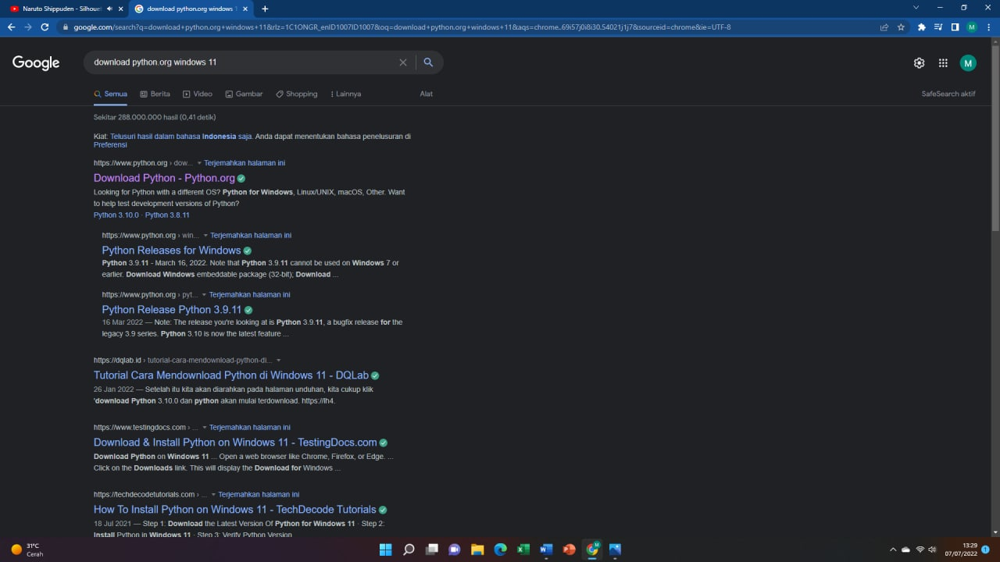 Naruto Shippuden - Silhouet
download python.org windows 1
google.com/search?q=download+python.org+windows+11&rlz=1C1ONGR_enID1007ID1007&oq=download+python.org+windows+11&aqs=chrome..69i57j0i8i30.54021j1j7&sourceid=chrome&ie=UTF-8
M
Google
download python org windows 11
M
Semua
Berita
Video
Gambar
Shopping
Lainnya
Alat
SafeSearch aktif
Sekitar 288.000.000 hasil (0,41 detik)
Kiat: Telusuri hasil dalam bahasa Indonesia saja. Anda dapat menentukan bahasa penelusuran di
Preferensi
https://www.python.org › dow... Terjemahkan halaman ini
Download Python - Python.org
Looking for Python with a different OS? Python for Windows, Linux/UNIX, macOS, Other. Want
to help test development versions of Python?
Python 3.10.0 · Python 3.8.11
https://www.python.org › win... Terjemahkan halaman ini
Python Releases for Windows
Python 3.9.11 - March 16, 2022. Note that Python 3.9.11 cannot be used on Windows 7 or
earlier. Download Windows embeddable package (32-bit); Download ...
https://www.python.org › pyt... Terjemahkan halaman ini
Python Release Python 3.9.11
16 Mar 2022 — Note: The release you're looking at is Python 3.9.11, a bugfix release for the
legacy 3.9 series. Python 3.10 is now the latest feature ...
https://dqlab.id › tutorial-cara-mendownload-python-di...
Tutorial Cara Mendownload Python di Windows 11 - DQLab
26 Jan 2022 — Setelah itu kita akan diarahkan pada halaman unduhan, kita cukup klik
'download Python 3.10.0 dan python akan mulai terdownload. https://lh4.
https://www.testingdocs.com › ... Terjemahkan halaman ini
Download & Install Python on Windows 11 - TestingDocs.com
Download Python on Windows 11 ... Open a web browser like Chrome, Firefox, or Edge. ...
Click on the Downloads link. This will display the Download for Windows ...
https://techdecodetutorials.com › ... Terjemahkan halaman ini
How To Install Python on Windows 11 - TechDecode Tutorials
18 Jul 2021 — Step 1: Download the Latest Version Of Python for Windows 11 · Step 2:
Install Python in Windows 11 · Step 3: Verify Python Version
31°C
Cerah
13:29
07/07/2022
1